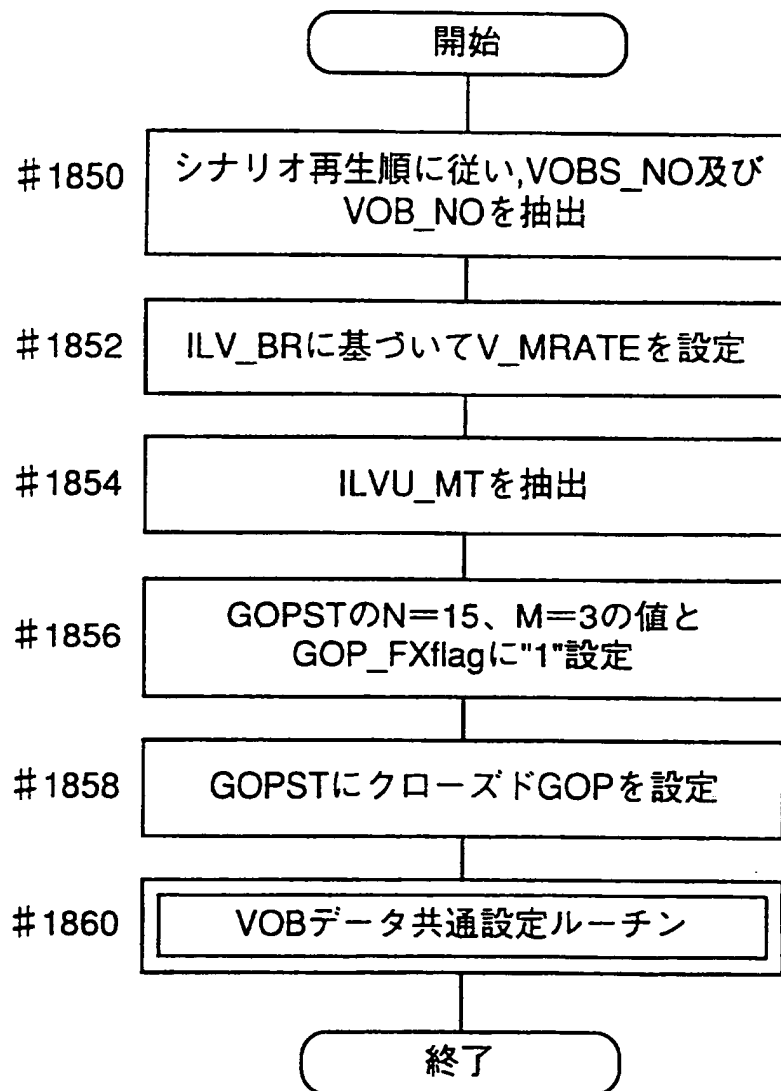 開始
#1850
シナリオ再生順に従い,VOBS_NO及び
VOB_NOを抽出
#1852
ILV_BRに基づいてV_MRATEを設定
#1854
ILVU_MTを抽出
#1856
GOPSTのN=15、M=3の値と
GOP_FXflagに"1"設定
#1858
GOPSTにクローズドGOPを設定
#1860
VOBデータ共通設定ルーチン
終了